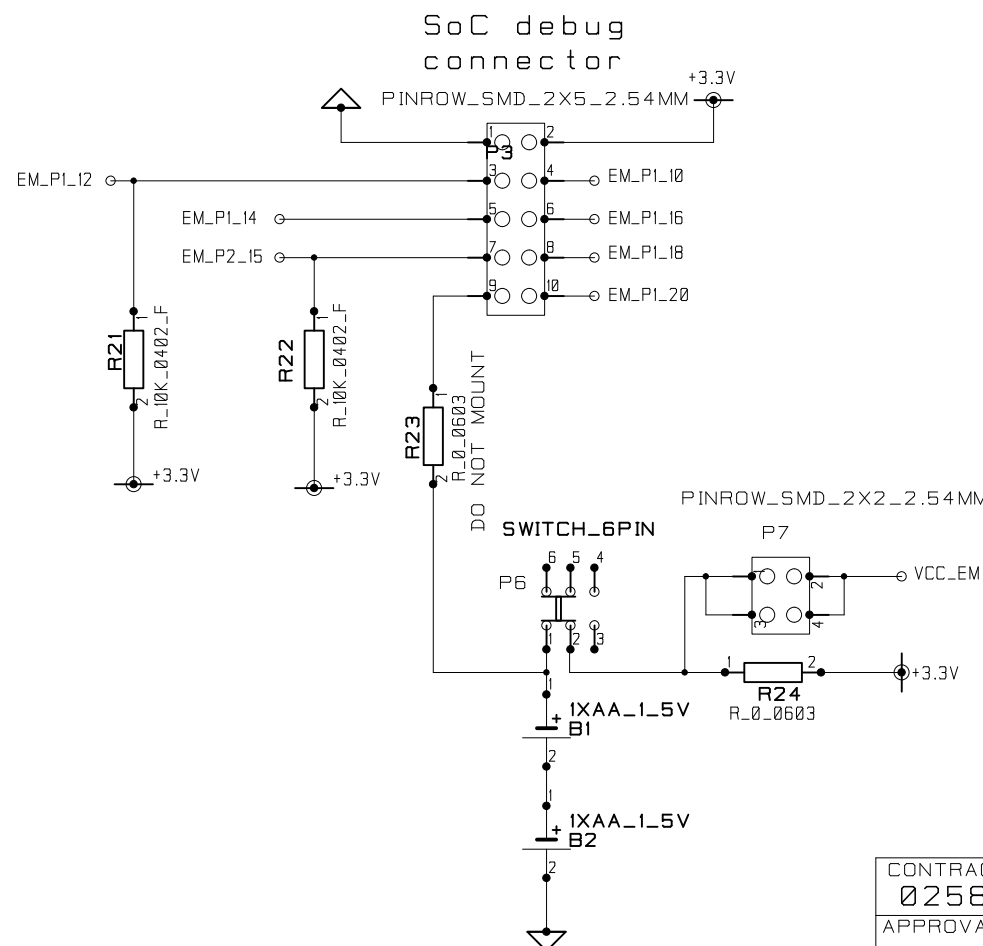 SoC debug
connector
+3.3V
PINROW_SMD_2X5_2.54MM
1
2
P3
EM_P1_12
3
4
EM_P1_10
EM_P1_14
5
6
EM_P1_16
EM_P2_15
7
8
EM_P1_18
9
10
EM_P1_20
1
R21
R_10K_0402_F
2
+3.3V
1
R22
R_10K_0402_F
2
+3.3V
1
R23
R_0_0603
2
DO NOT MOUNT
SWITCH_6PIN
P6
6
5
4
1
2
3
PINROW_SMD_2X2_2.54MM
P7
1
2
3
4
VCC_EM
1
2
+3.3V
R24
R_0_0603
1
+
1XAA_1_5V
B1
2
1
+
1XAA_1_5V
B2
2
CONTRAC
0258
APPROVA